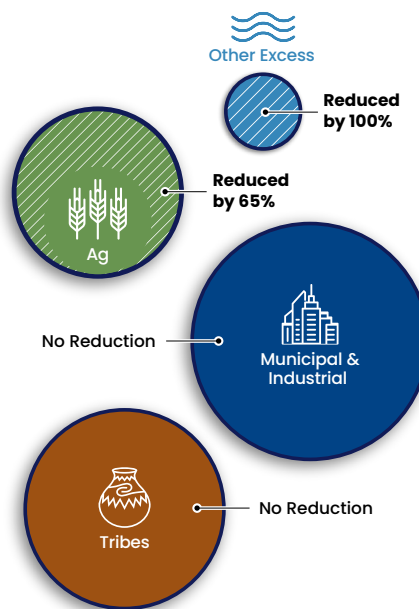 Other Excess
Reduced
by 100%
Reduced
by 65%
Ag
No Reduction
Municipal &
Industrial
No Reduction
Tribes